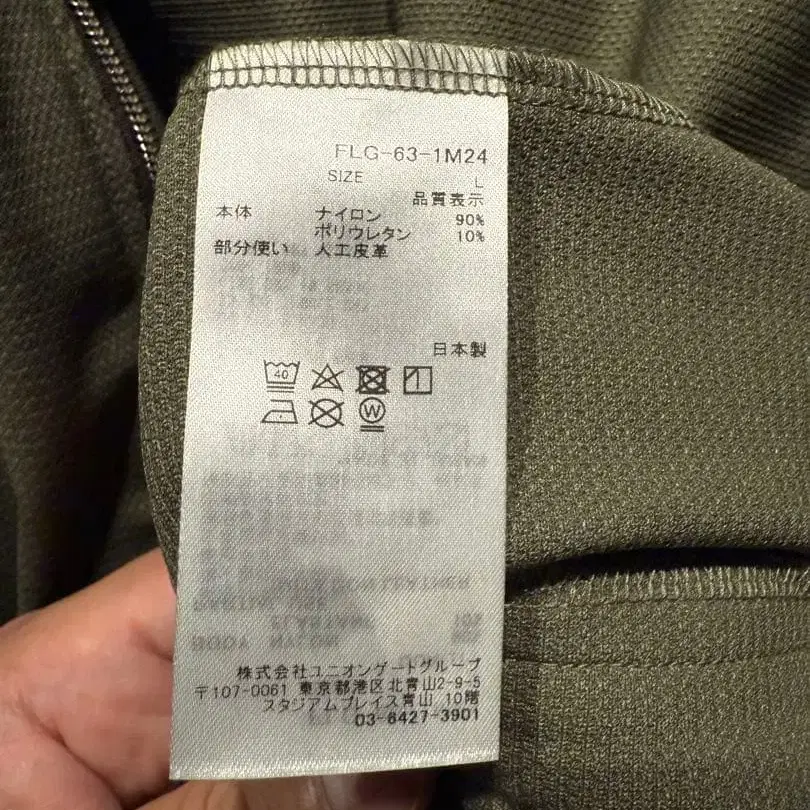 FLG-63-1M24
SIZE L
品質表示
本体 ナイロン 90%
ポリウレタン 10%
部分使い 人工皮革
日本製
40
W
株式会社ユニオンゲートグループ
〒107-0061 東京都港区北青山2-9-5
スタジアムプレイス青山 10階
03-6427-3901